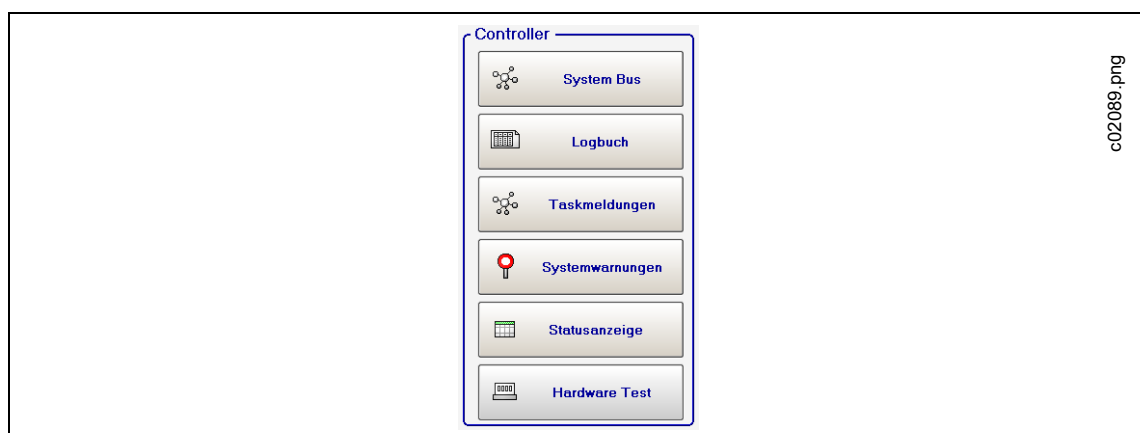 Controller
System Bus
Logbuch
Taskmeldungen
Systemwarnungen
Statusanzeige
Hardware Test
c02089.png